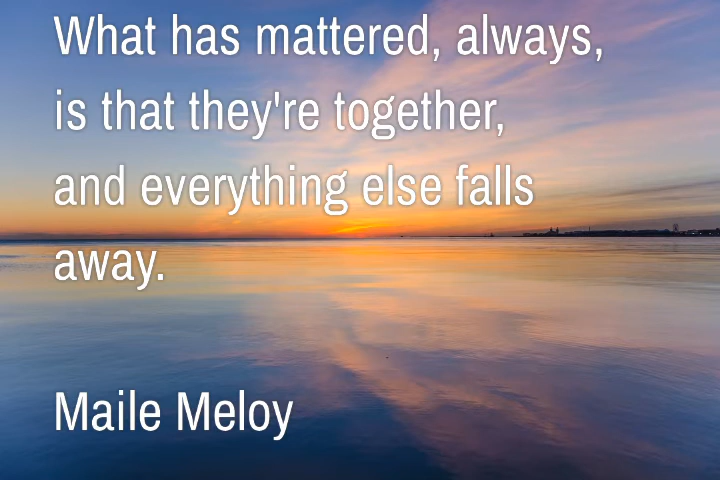 What has mattered, always,
is that they're together,
and everything else falls
away.
Maile Meloy